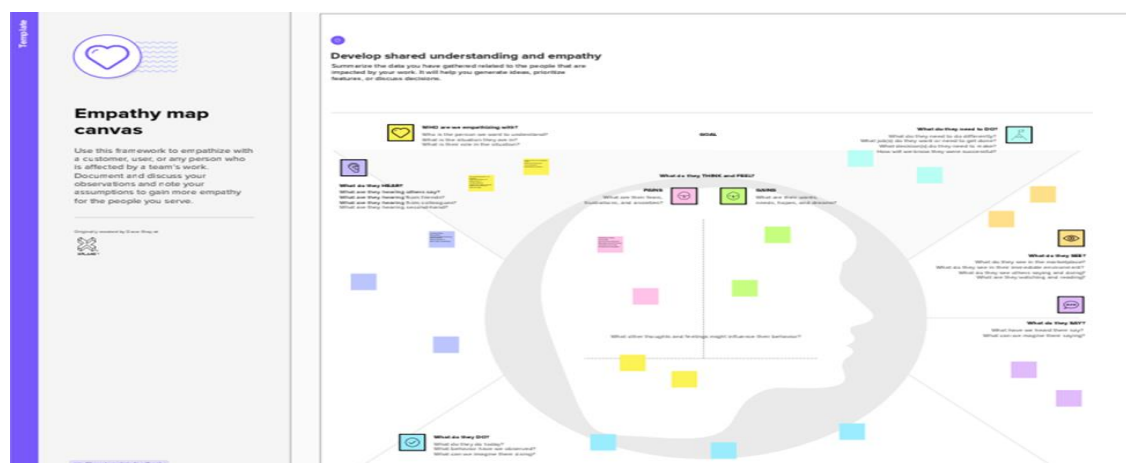 Template
Empathy map
canvas
Use this framework to empathize with
a customer, user, or any person who
is affected by a team's work.
Document and discuss your
observations and note your
assumptions to gain more empathy
for the people you serve.
Originally created by Dave Gray at
XPLANE
Develop shared understanding and empathy
Summarize the data you have gathered related to the people that are
impacted by your work. It will help you generate ideas, prioritize
features, or discuss decisions.
WHO are we empathizing with?
Who is the person we want to understand?
What is the situation they are in?
What is their role in the situation?
GOAL
What do they need to DO?
What do they need to do differently?
What job(s) do they want or need to get done?
What decision(s) do they need to make?
How will we know they were successful?
What do they HEAR?
What are they hearing others say?
What are they hearing from friends?
What are they hearing from colleagues?
What are they hearing second-hand?
What do they THINK and FEEL?
PAINS
What are their fears,
frustrations, and anxieties?
GAINS
What are their wants,
needs, hopes, and dreams?
What do they SEE?
What do they see in the marketplace?
What do they see in their immediate environment?
What do they see others saying and doing?
What are they watching and reading?
What do they SAY?
What have we heard them say?
What can we imagine them saying?
What other thoughts and feelings might influence their behavior?
What do they DO?
What do they do today?
What behavior have we observed?
What can we imagine them doing?